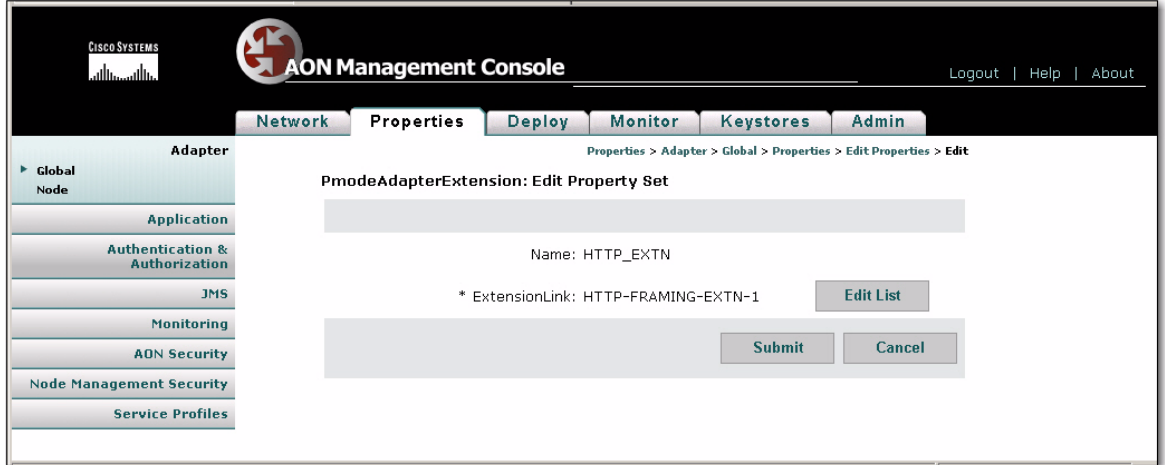 CISCO SYSTEMS
AON Management Console
Logout | Help | About
Network Properties Deploy Monitor Keystores Admin
Adapter
Global
Node
Application
Authentication &
Authorization
JMS
Monitoring
AON Security
Node Management Security
Service Profiles
Properties > Adapter > Global > Properties > Edit Properties > Edit
PmodeAdapterExtension: Edit Property Set
Name: HTTP_EXTN
* ExtensionLink: HTTP-FRAMING-EXTN-1 Edit List
Submit Cancel